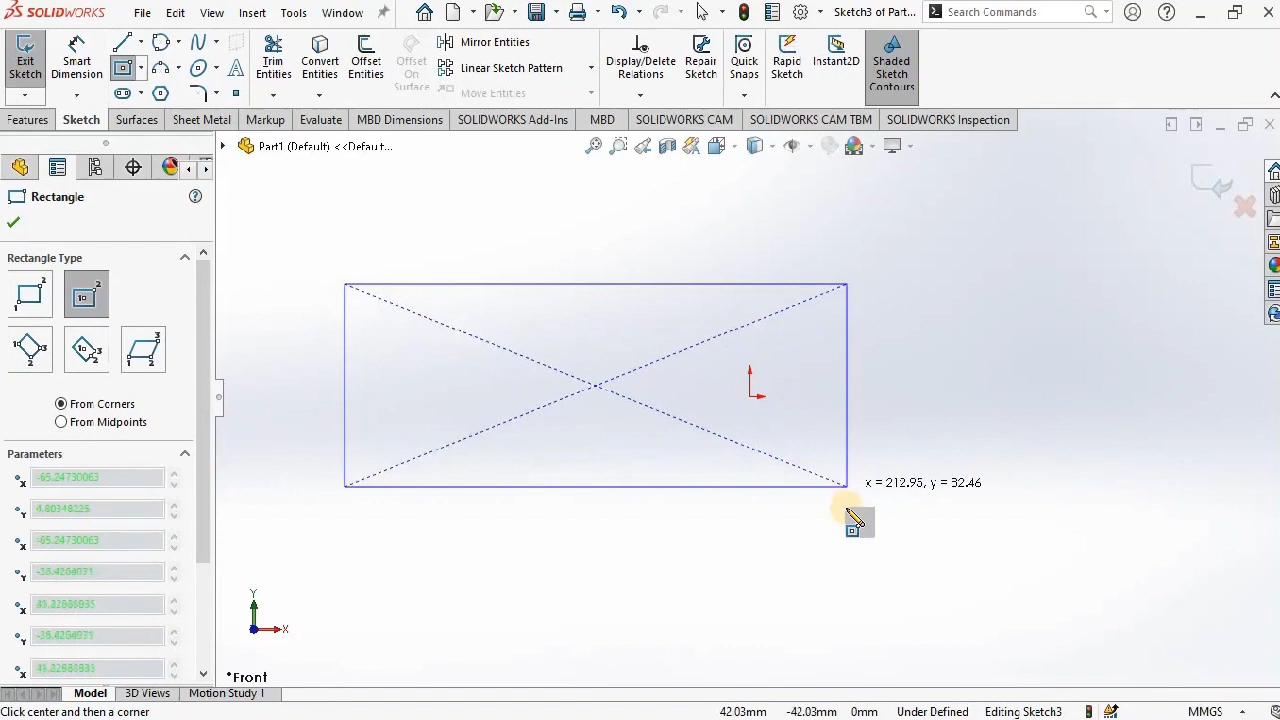 SOLIDWORKS File Edit View Insert Tools Window Sketch3 of Part... Search Commands
Exit Sketch
Smart Dimension
Trim Entities
Convert Entities
Offset Entities
Offset On Surface
Mirror Entities
Linear Sketch Pattern
Move Entities
Display/Delete Relations
Repair Sketch
Quick Snaps
Rapid Sketch
Instant2D
Shaded Sketch Contours
Features Sketch Surfaces Sheet Metal Markup Evaluate MBD Dimensions SOLIDWORKS Add-Ins MBD SOLIDWORKS CAM SOLIDWORKS CAM TBM SOLIDWORKS Inspection
Part1 (Default) <<Default...
Rectangle
Rectangle Type
From Corners
From Midpoints
Parameters
-65.24730063
-65.24730063
x = 212.95, y = 32.46
Y
X
*Front
Model 3D Views Motion Study 1
Click center and then a corner 42.03mm -42.03mm 0mm Under Defined Editing Sketch3 MMGS